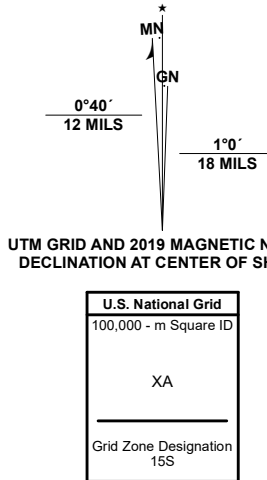 ★
MN
GN
0°40´
12 MILS
1°0´
18 MILS
UTM GRID AND 2019 MAGNETIC
DECLINATION AT CENTER OF
U.S. National Grid
100,000 - m Square ID
XA
Grid Zone Designation
15S